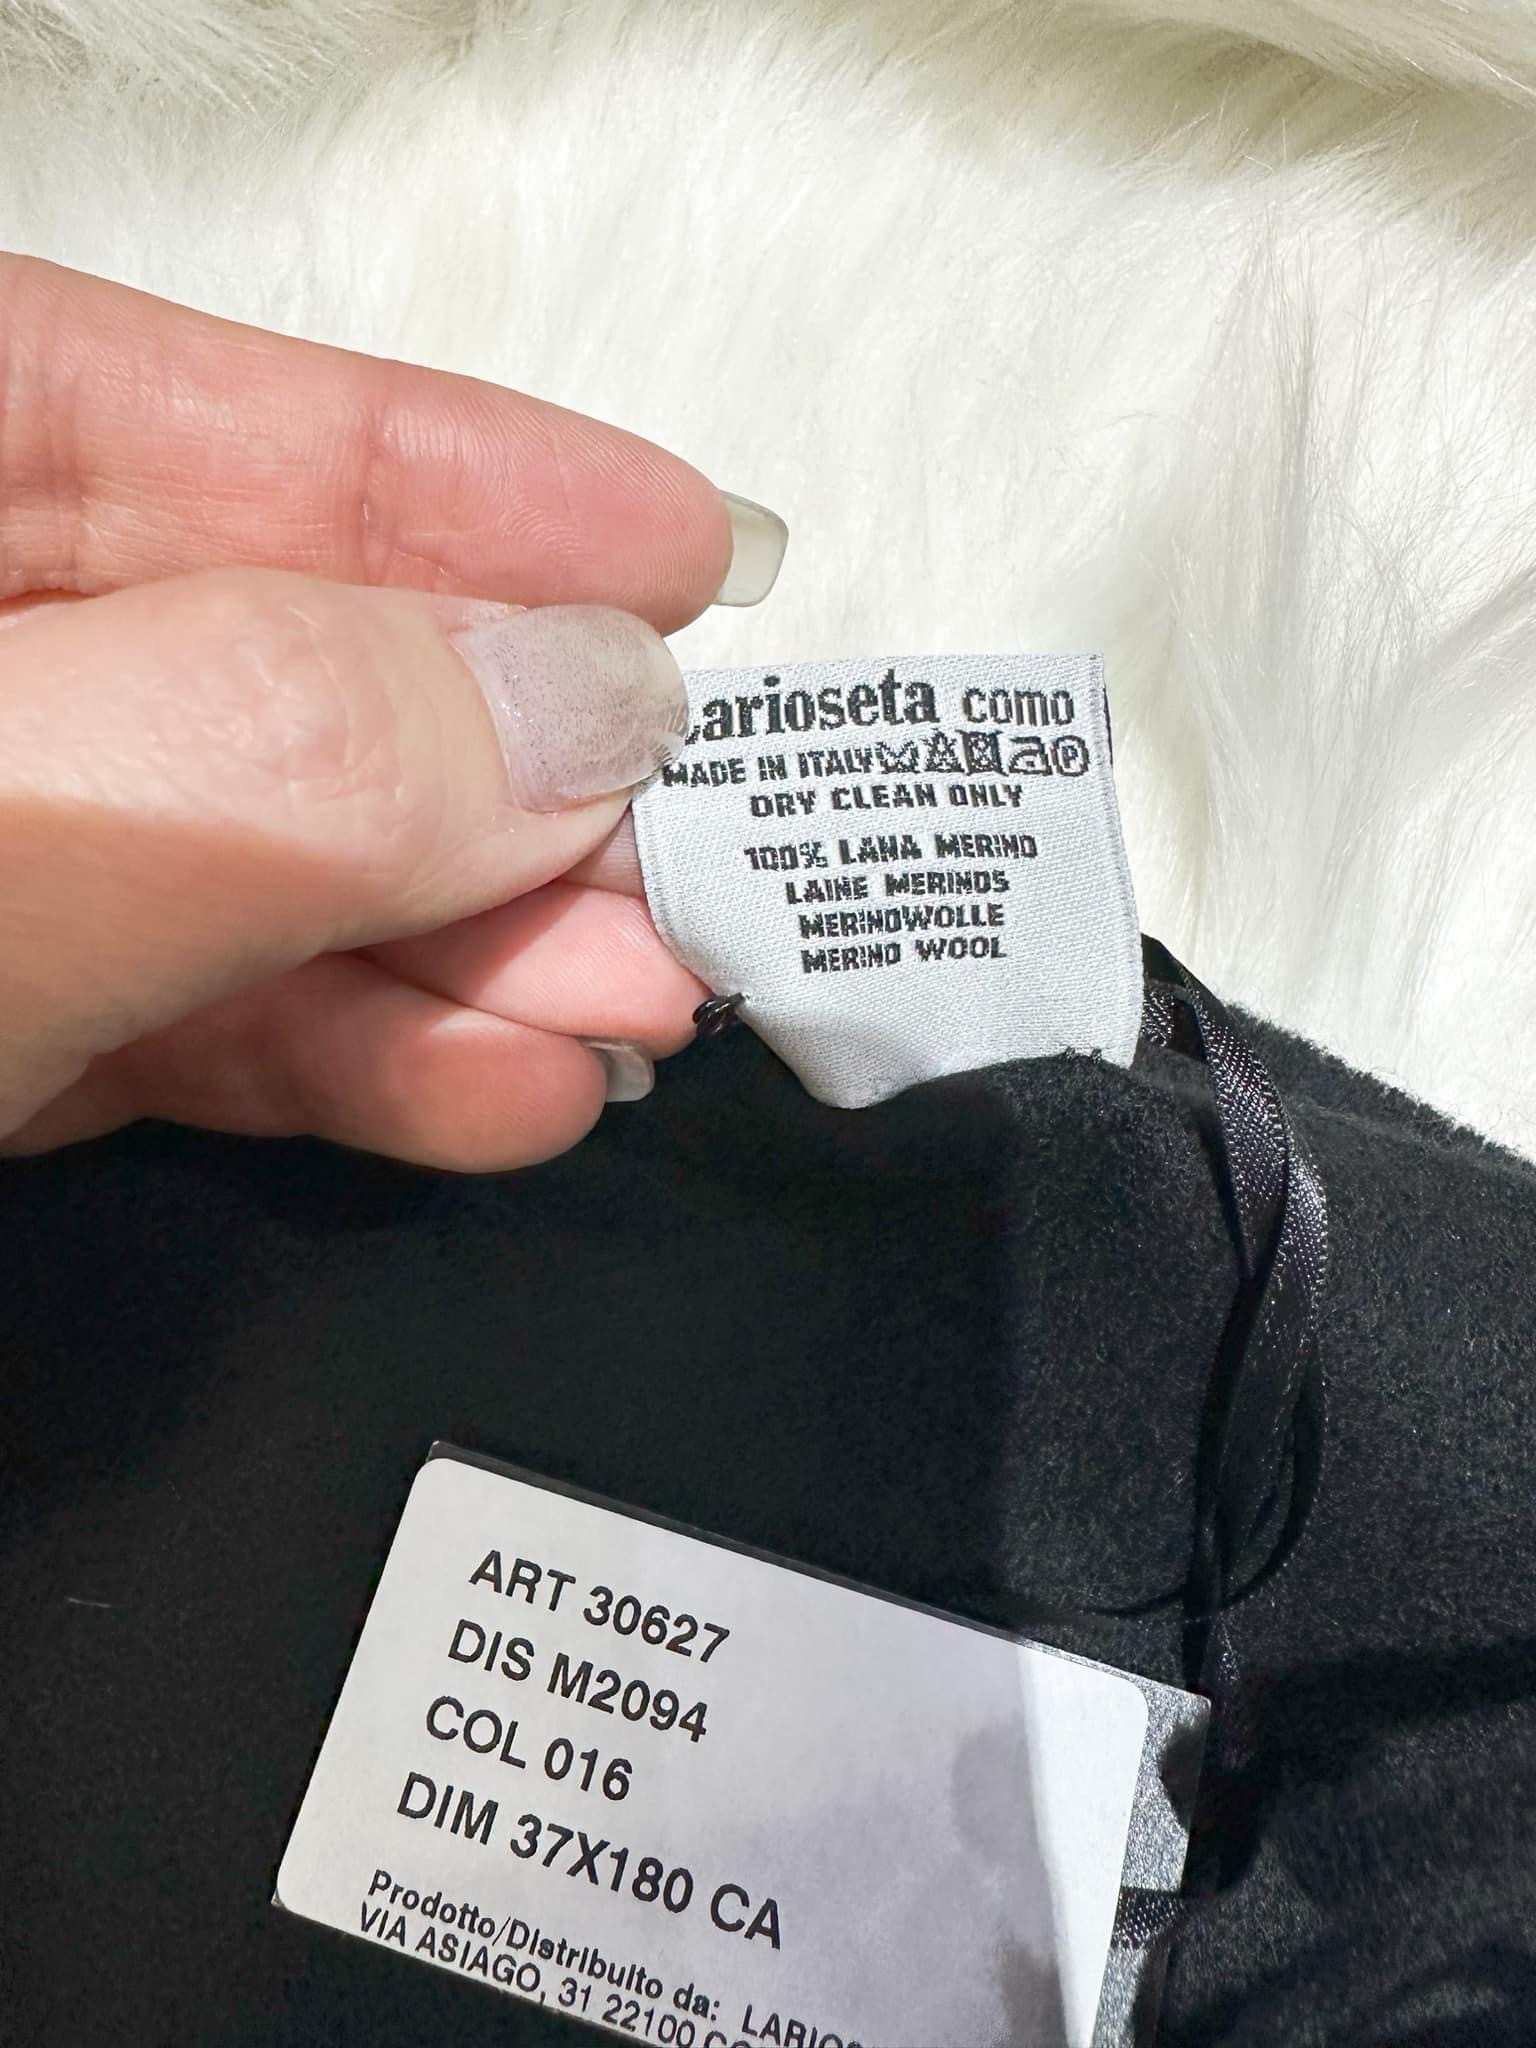 Larioseta como
MADE IN ITALY
DRY CLEAN ONLY
100% LANA MERINO
LAINE MERINOS
MERINOWOLLE
MERINO WOOL
ART 30627
DIS M2094
COL 016
DIM 37X180 CA
Prodotto/Distribuito da:
VIA ASIAGO, 31 22100